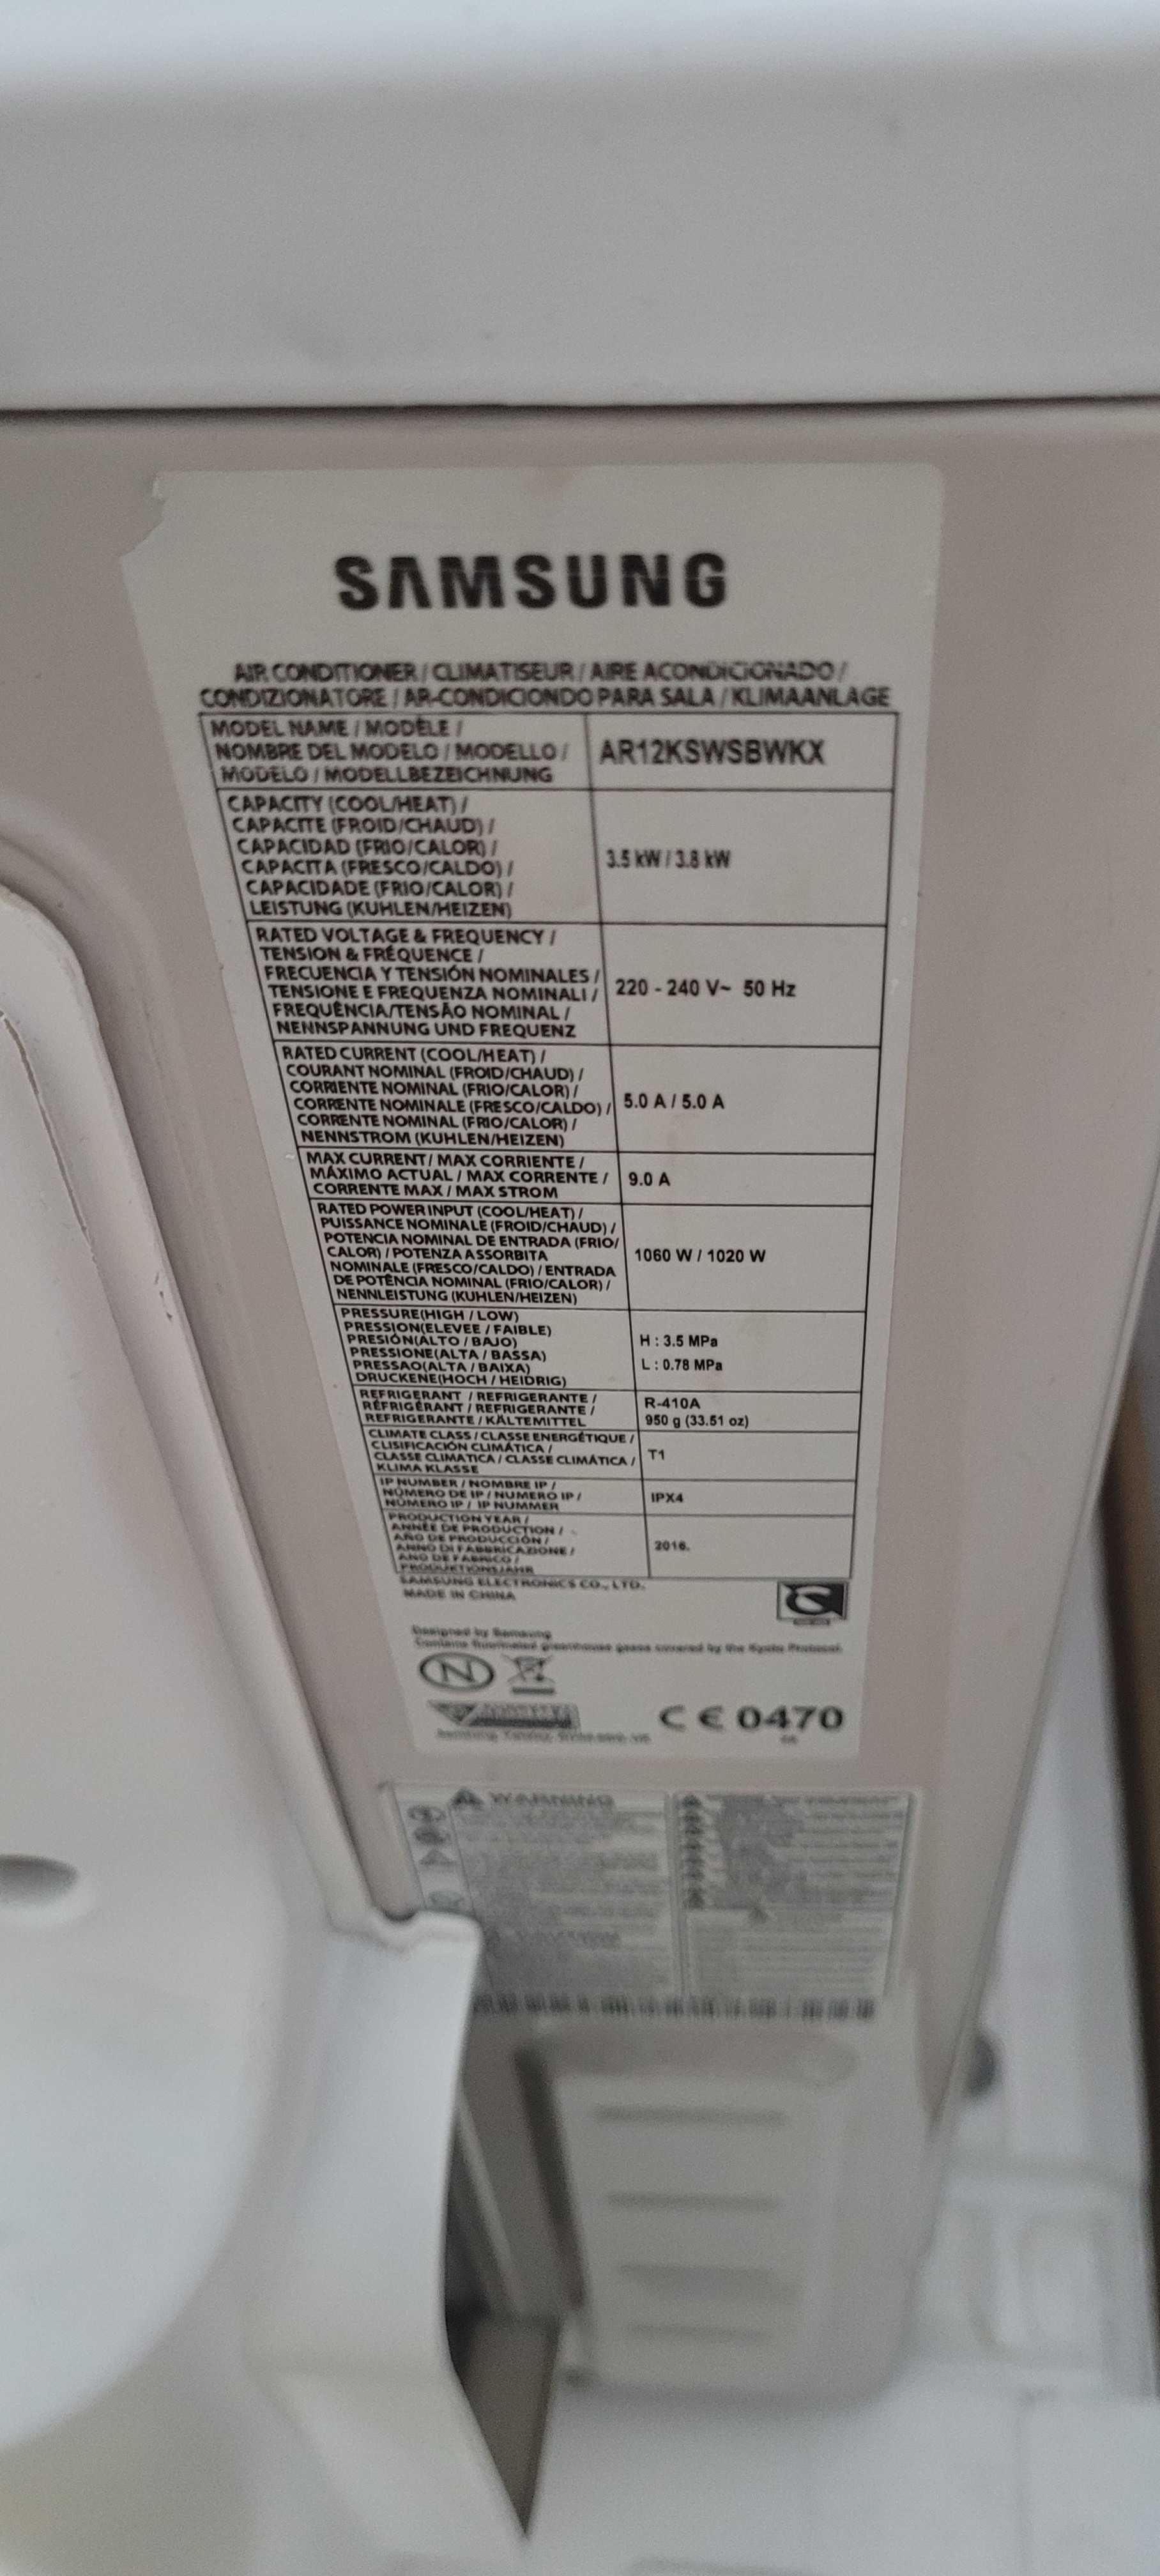 SAMSUNG
AIR CONDITIONER / CLIMATISEUR / AIRE ACONDICIONADO /
CONDIZIONATORE / AR-CONDICIONDO PARA SALA / KLIMAANLAGE
MODEL NAME / MODÈLE /
NOMBRE DEL MODELO / MODELLO /
MODELO / MODELLBEZEICHNUNG
AR12KSWSBWKX
CAPACITY (COOL/HEAT) /
CAPACITE (FROID/CHAUD) /
CAPACIDAD (FRIO/CALOR) /
CAPACITA (FRESCO/CALDO) /
CAPACIDADE (FRIO/CALOR) /
LEISTUNG (KUHLEN/HEIZEN)
3.5 kW / 3.8 kW
RATED VOLTAGE & FREQUENCY /
TENSION & FRÉQUENCE /
FRECUENCIA Y TENSIÓN NOMINALES /
TENSIONE E FREQUENZA NOMINALI /
FREQUÊNCIA/TENSÃO NOMINAL /
NENNSPANNUNG UND FREQUENZ
220 - 240 V~ 50 Hz
RATED CURRENT (COOL/HEAT) /
COURANT NOMINAL (FROID/CHAUD) /
CORRIENTE NOMINAL (FRIO/CALOR) /
CORRENTE NOMINALE (FRESCO/CALDO) /
CORRENTE NOMINAL (FRIO/CALOR) /
NENNSTROM (KUHLEN/HEIZEN)
5.0 A / 5.0 A
MAX CURRENT / MAX CORRIENTE /
MÁXIMO ACTUAL / MAX CORRENTE /
CORRENTE MAX / MAX STROM
9.0 A
RATED POWER INPUT (COOL/HEAT) /
PUISSANCE NOMINALE (FROID/CHAUD) /
POTENCIA NOMINAL DE ENTRADA (FRIO/
CALOR) / POTENZA ASSORBITA
NOMINALE (FRESCO/CALDO) / ENTRADA
DE POTÊNCIA NOMINAL (FRIO/CALOR) /
NENNLEISTUNG (KUHLEN/HEIZEN)
1060 W / 1020 W
PRESSURE(HIGH / LOW)
PRESSION(ELEVEE / FAIBLE)
PRESIÓN(ALTO / BAJO)
PRESSIONE(ALTA / BASSA)
PRESSAO(ALTA / BAIXA)
DRUCKENE(HOCH / HEIDRIG)
H : 3.5 MPa
L : 0.78 MPa
REFRIGERANT / REFRIGERANTE /
RÉFRIGÉRANT / REFRIGERANTE /
REFRIGERANTE / KÄLTEMITTEL
R-410A
950 g (33.51 oz)
CLIMATE CLASS / CLASSE ENERGÉTIQUE /
CLISIFICACIÓN CLIMÁTICA /
CLASSE CLIMATICA / CLASSE CLIMÁTICA /
KLIMA KLASSE
T1
IP NUMBER / NOMBRE IP /
NÚMERO DE IP / NUMERO IP /
NÚMERO IP / IP NUMMER
IPX4
PRODUCTION YEAR /
ANNÉE DE PRODUCTION /
AÑO DE PRODUCCIÓN /
ANNO DI FABBRICAZIONE /
ANO DE FABRICO /
PRODUKTIONSJAHR
2016.
SAMSUNG ELECTRONICS CO., LTD.
MADE IN CHINA
Designed by Samsung
Contains fluorinated greenhouse gases covered by the Kyoto Protocol.
N
CE 0470
WARNING